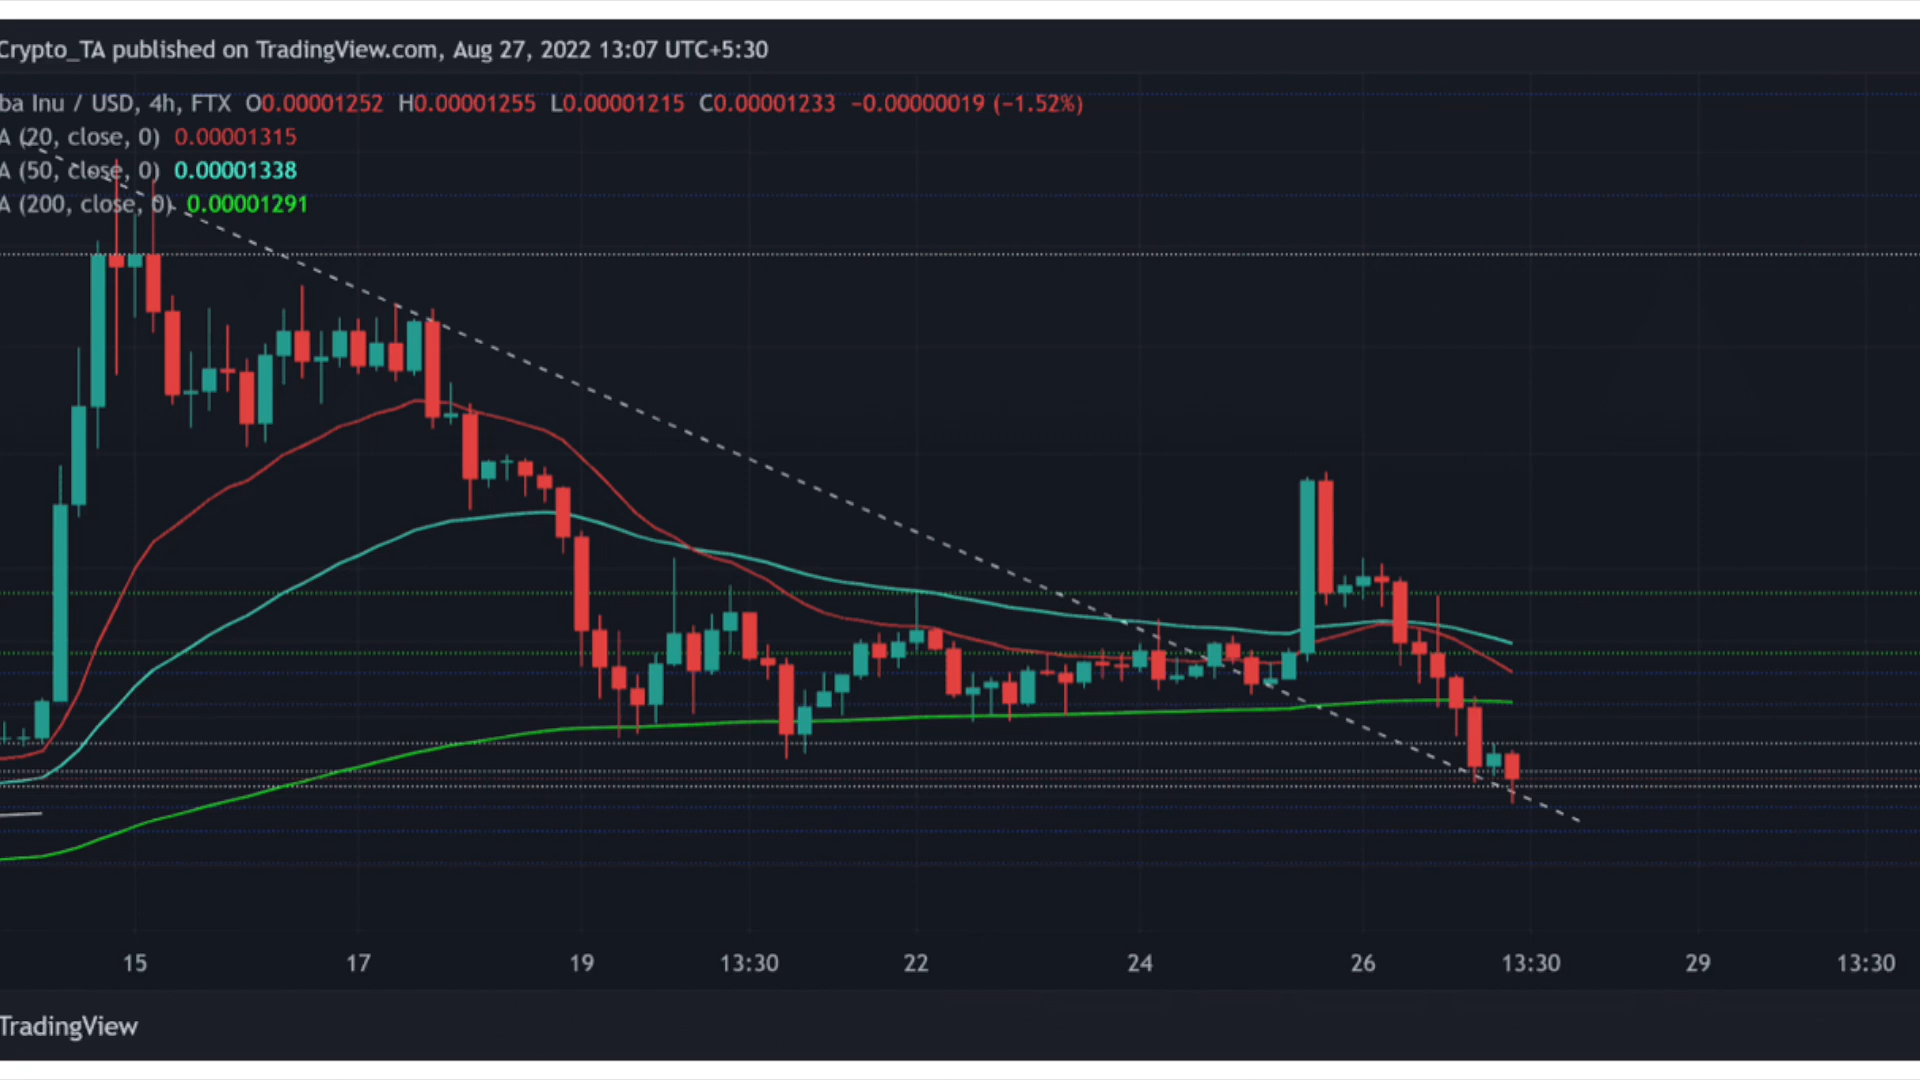 Crypto_TA published on TradingView.com, Aug 27, 2022 13:07 UTC+5:30
ba Inu / USD, 4h, FTX O0.00001252 H0.00001255 L0.00001215 C0.00001233 −0.00000019 (−1.52%)
A (20, close, 0) 0.00001315
A (50, close, 0) 0.00001338
A (200, close, 0) 0.00001291
15 17 19 13:30 22 24 26 13:30 29 13:30
TradingView